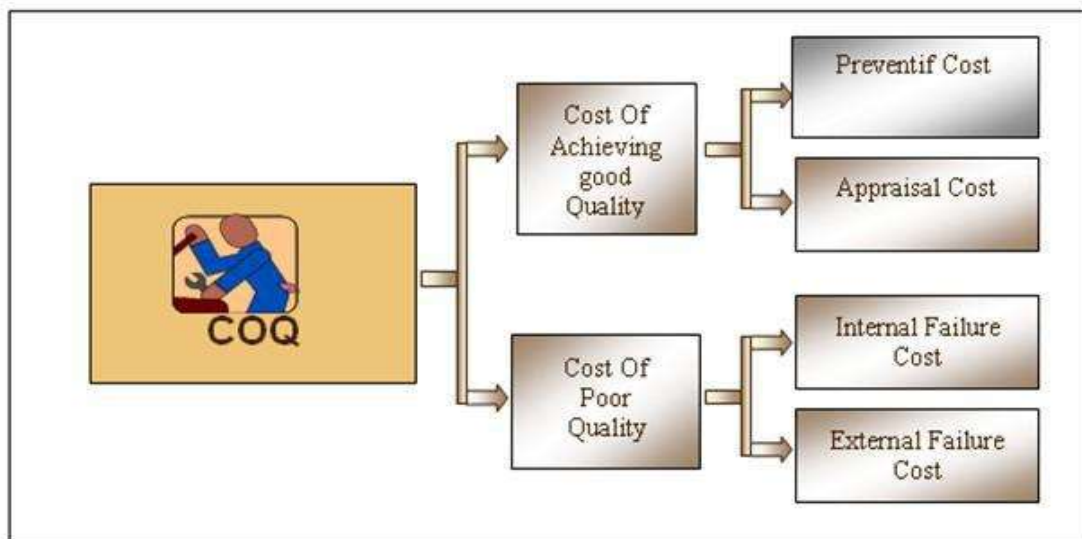 COQ
Cost Of
Achieving
good
Quality
Preventif Cost
Appraisal Cost
Cost Of
Poor
Quality
Internal Failure
Cost
External Failure
Cost